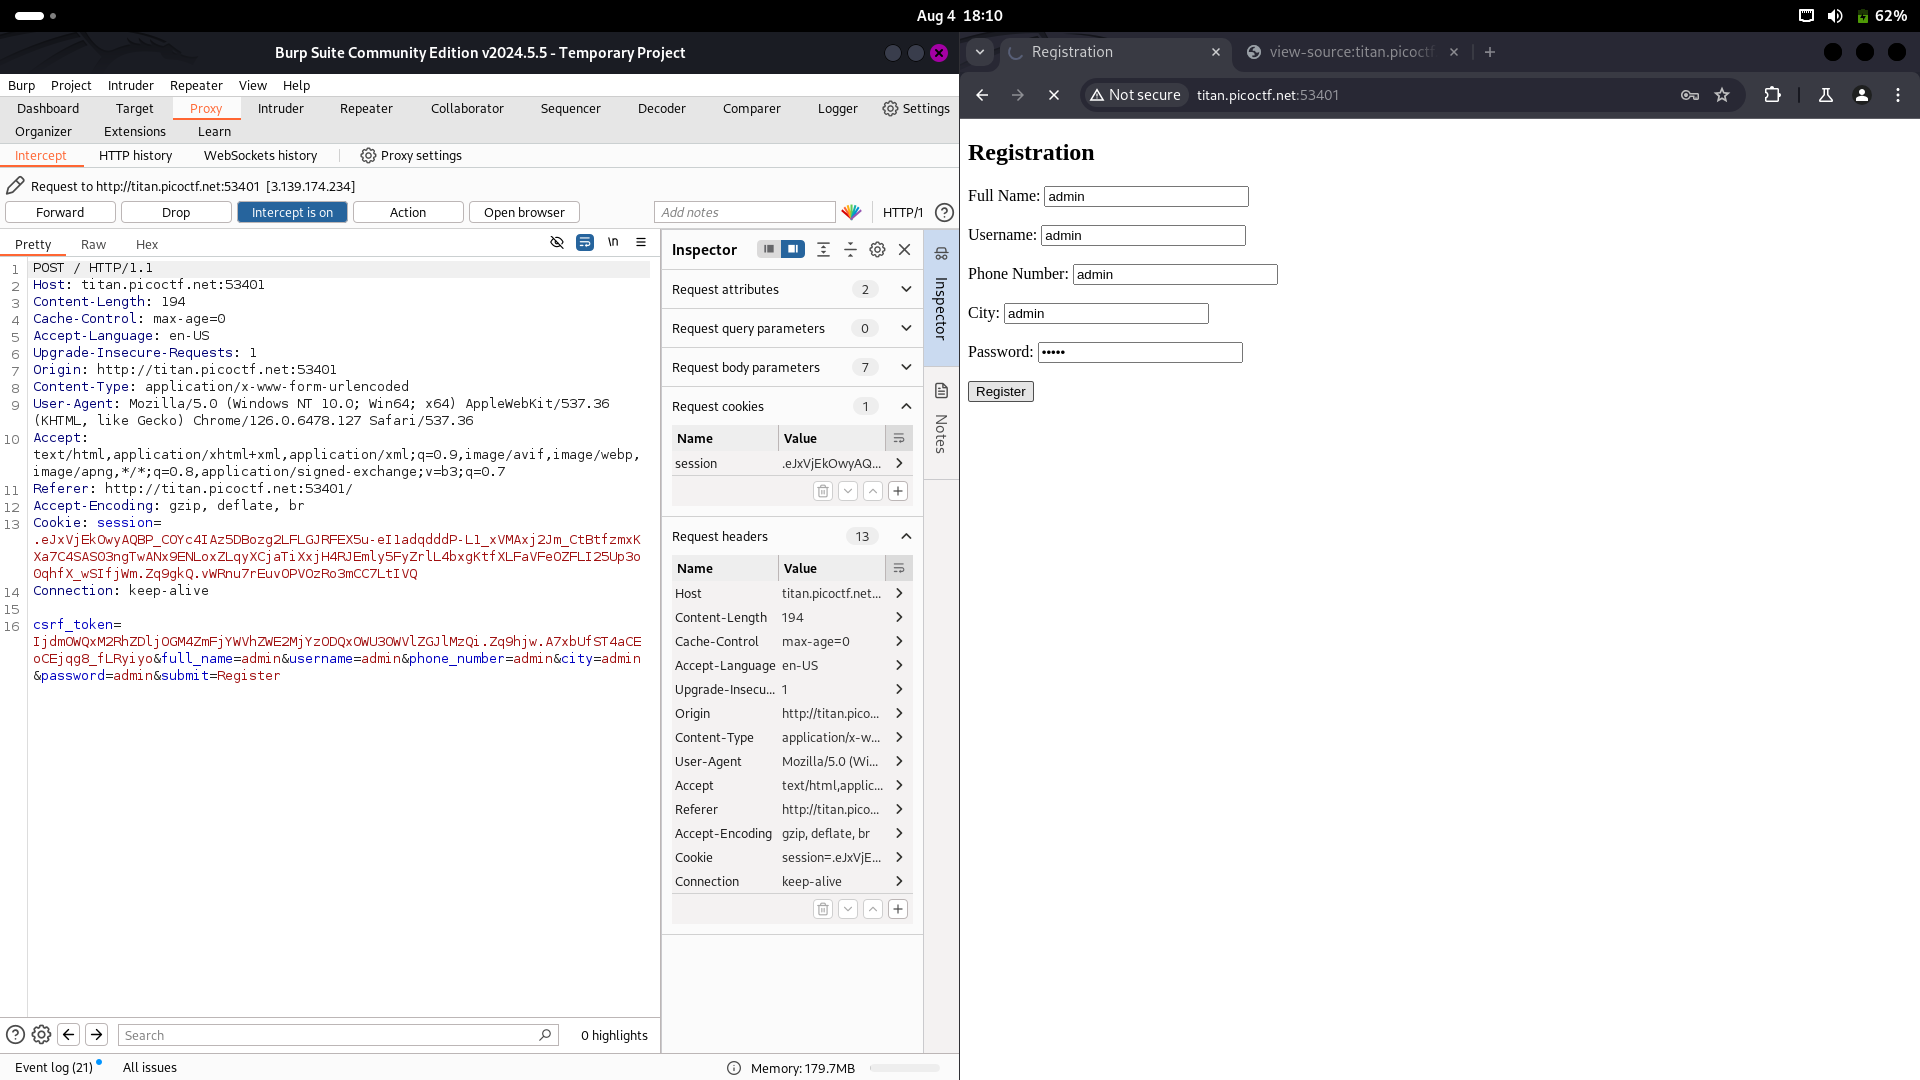 Aug 4 18:10
62%
Burp Suite Community Edition v2024.5.5 - Temporary Project
Burp Project Intruder Repeater View Help
Dashboard Target Proxy Intruder Repeater Collaborator Sequencer Decoder Comparer Logger Settings
Organizer Extensions Learn
Intercept HTTP history WebSockets history Proxy settings
Request to http://titan.picoctf.net:53401 [3.139.174.234]
Forward Drop Intercept is on Action Open browser Add notes HTTP/1
Pretty Raw Hex \n
1 POST / HTTP/1.1
2 Host: titan.picoctf.net:53401
3 Content-Length: 194
4 Cache-Control: max-age=0
5 Accept-Language: en-US
6 Upgrade-Insecure-Requests: 1
7 Origin: http://titan.picoctf.net:53401
8 Content-Type: application/x-www-form-urlencoded
9 User-Agent: Mozilla/5.0 (Windows NT 10.0; Win64; x64) AppleWebKit/537.36
(KHTML, like Gecko) Chrome/126.0.6478.127 Safari/537.36
10 Accept:
text/html,application/xhtml+xml,application/xml;q=0.9,image/avif,image/webp,
image/apng,*/*;q=0.8,application/signed-exchange;v=b3;q=0.7
11 Referer: http://titan.picoctf.net:53401/
12 Accept-Encoding: gzip, deflate, br
13 Cookie: session=
.eJxVjEkOwyAQBP_COYc4IAz5DBozg2LFLGJRFEX5u-eI1adqdddP-L1_xVMAxj2Jm_CtBtfzmxK
Xa7C4SAS03ngTwANx9ENLoxZLqyXCjaTiXxjH4RJEmly5FyZrlL4bxgKtfXLFaVFeOZFLI25Up3o
0qhfX_wSIfjWm.Zq9gkQ.vWRnu7rEuvOPVOzRo3mCC7LtIVQ
14 Connection: keep-alive
15
16 csrf_token=
IjdmOWQxM2RhZDljOGM4ZmFjYWVhZWE2MjYzODQxOWU3OWVlZGJlMzQi.Zq9hjw.A7xbUfST4aCE
oCEjqg8_fLRyiyo&full_name=admin&username=admin&phone_number=admin&city=admin
&password=admin&submit=Register
Search 0 highlights
Inspector
Request attributes 2
Request query parameters 0
Request body parameters 7
Request cookies 1
Name Value
session .eJxVjEkOwyAQ...
Request headers 13
Name Value
Host titan.picoctf.net...
Content-Length 194
Cache-Control max-age=0
Accept-Language en-US
Upgrade-Insecu... 1
Origin http://titan.pico...
Content-Type application/x-w...
User-Agent Mozilla/5.0 (Wi...
Accept text/html,applic...
Referer http://titan.pico...
Accept-Encoding gzip, deflate, br
Cookie session=.eJxVjE...
Connection keep-alive
Inspector
Notes
Event log (21) All issues Memory: 179.7MB
Registration view-source:titan.picoctf
Not secure titan.picoctf.net:53401
Registration
Full Name: admin
Username: admin
Phone Number: admin
City: admin
Password: •••••
Register